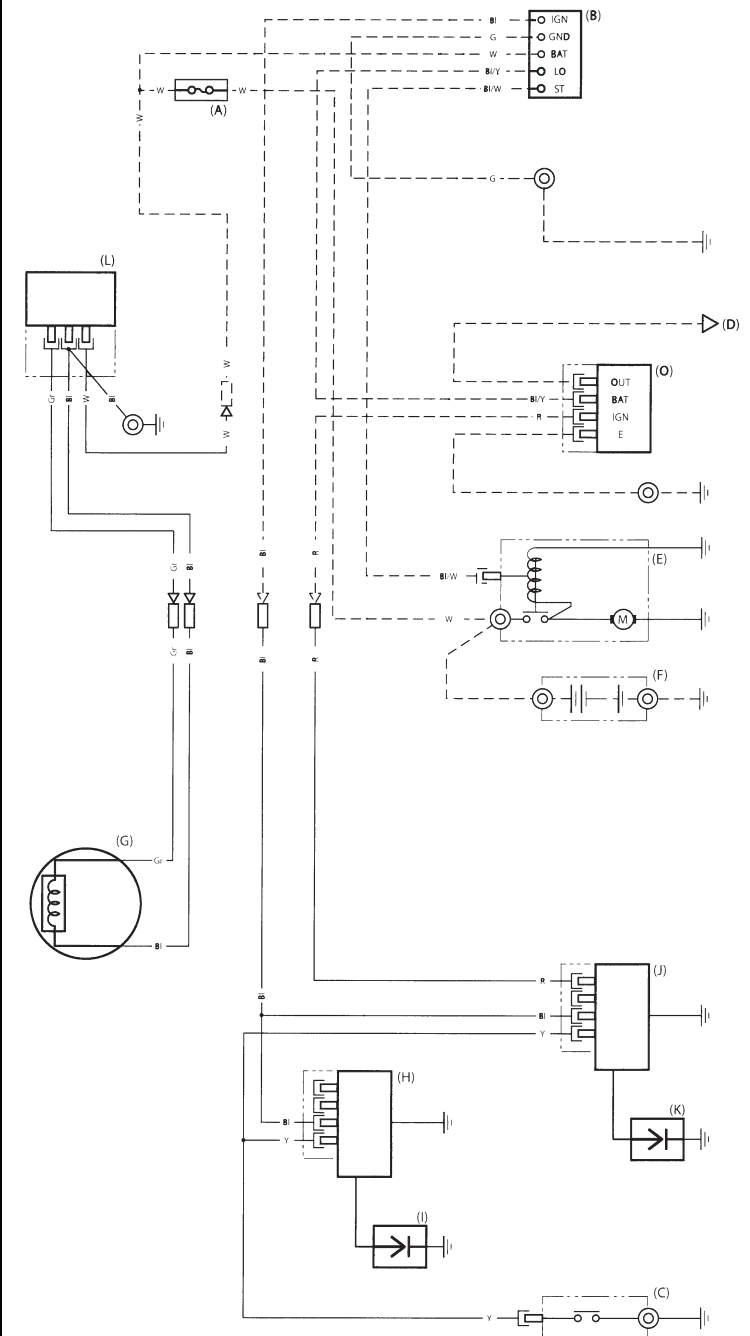 Bl IGN (B)
G GND
W BAT
Bl/Y LO
Bl/W ST
W W
(A)
W
G
(L)
(D)
W
OUT (O)
Bl/Y BAT
R IGN
E
Gr Bl W Bl
W
(E)
Gr Bl Bl R
Bl/W
W M
Gr Bl Bl R
(F)
(G)
Gr
Bl
(J)
R
Bl
Bl
Y
(H)
Bl
Y
(K)
(I)
(C)
Y